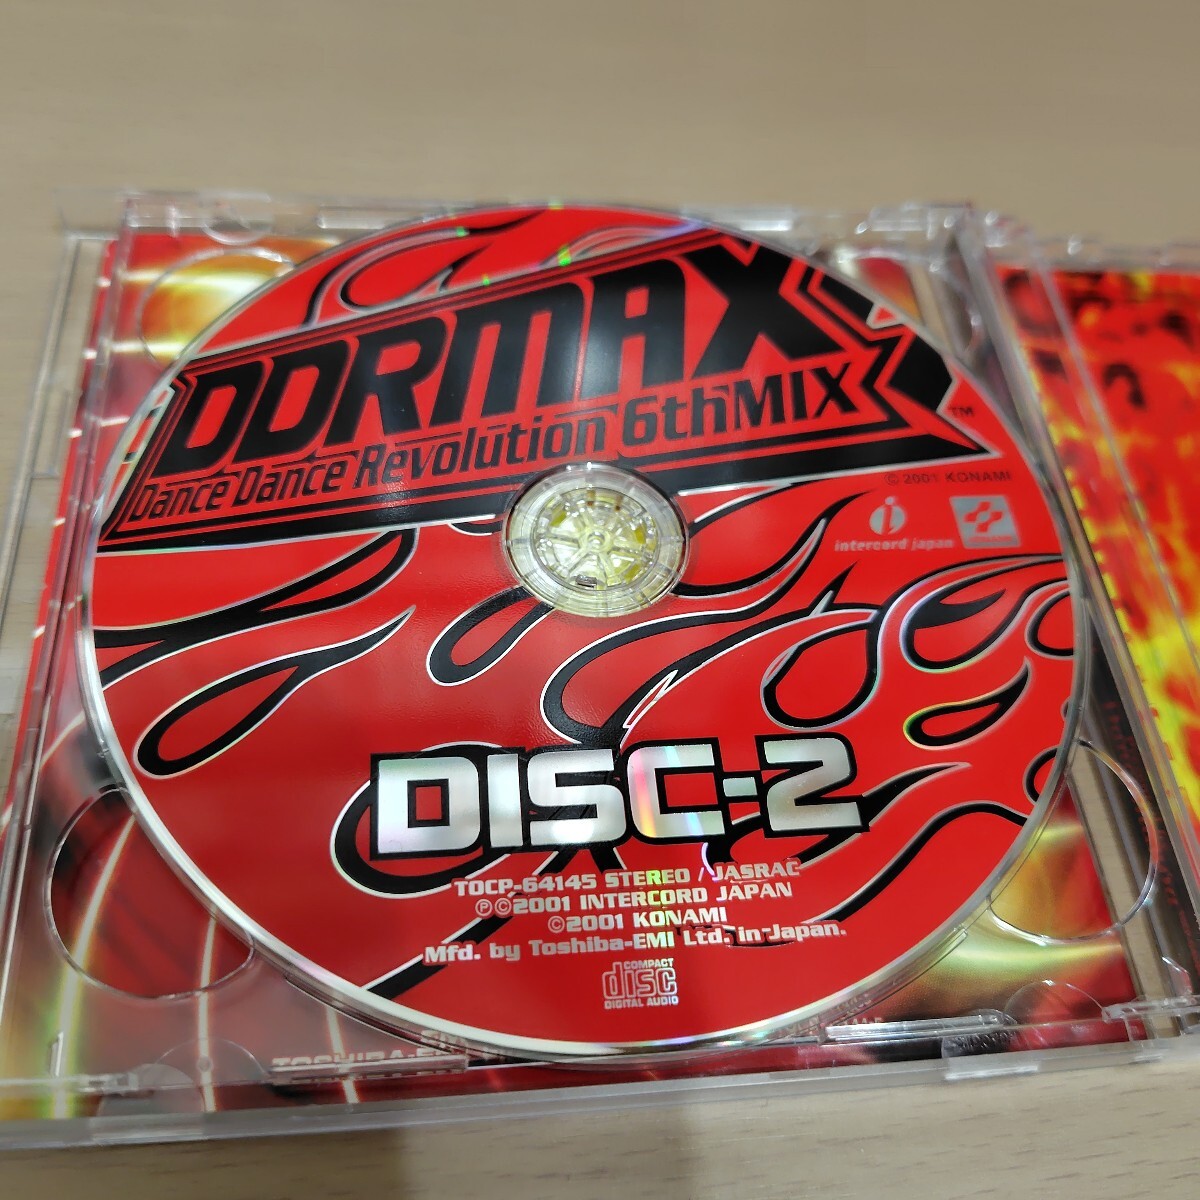 DDRMAX
Dance Dance Revolution 6thMIX
TM
©2001 KONAMI
intercord japan
KONAMI
DISC-2
TOCP-64145 STEREO / JASRAC
℗©2001 INTERCORD JAPAN
©2001 KONAMI
Mfd. by Toshiba-EMI Ltd. in Japan.
COMPACT
disc
DIGITAL AUDIO